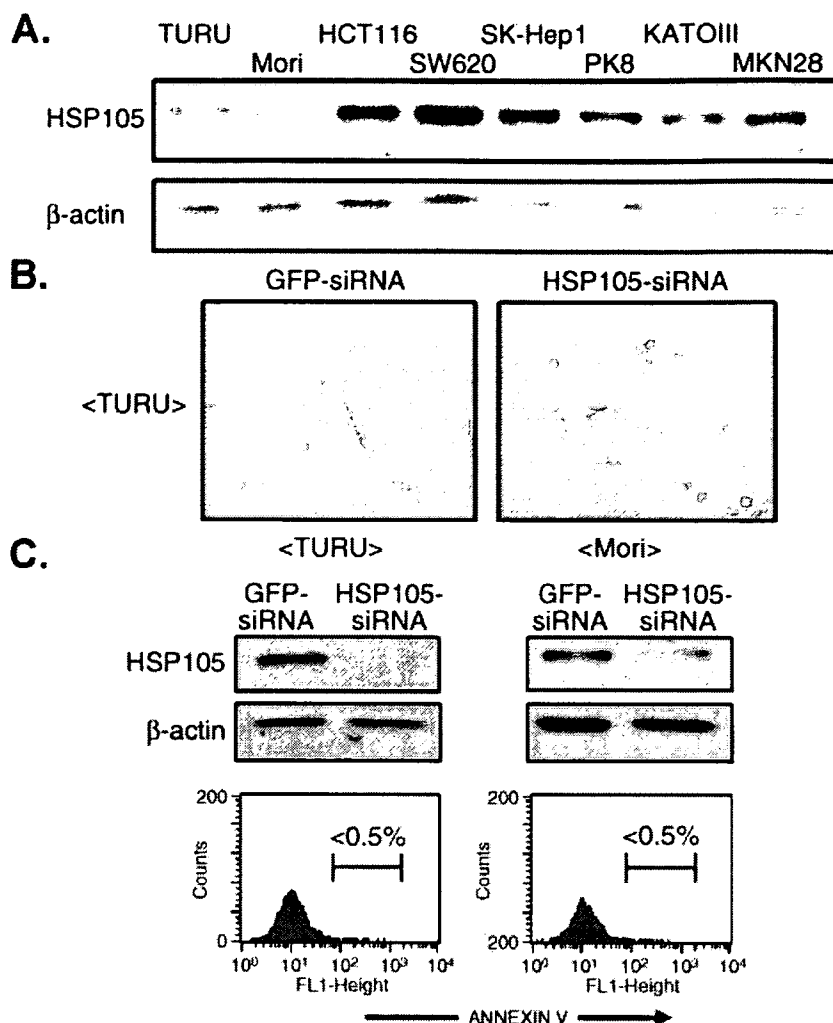 A.
TURU HCT116 SK-Hep1 KATOIII
Mori SW620 PK8 MKN28
HSP105
β-actin
B.
GFP-siRNA HSP105-siRNA
<TURU>
C.
<TURU> <Mori>
GFP- HSP105- GFP- HSP105-
siRNA siRNA siRNA siRNA
HSP105
β-actin
200 200
<0.5% <0.5%
Counts Counts
0 200
10⁰ 10¹ 10² 10³ 10⁴ 10⁰ 10¹ 10² 10³ 10⁴
FL1-Height FL1-Height
ANNEXIN V